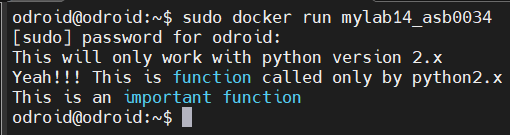 odroid@odroid:~$ sudo docker run mylab14_asb0034
[sudo] password for odroid:
This will only work with python version 2.x
Yeah!!! This is function called only by python2.x
This is an important function
odroid@odroid:~$